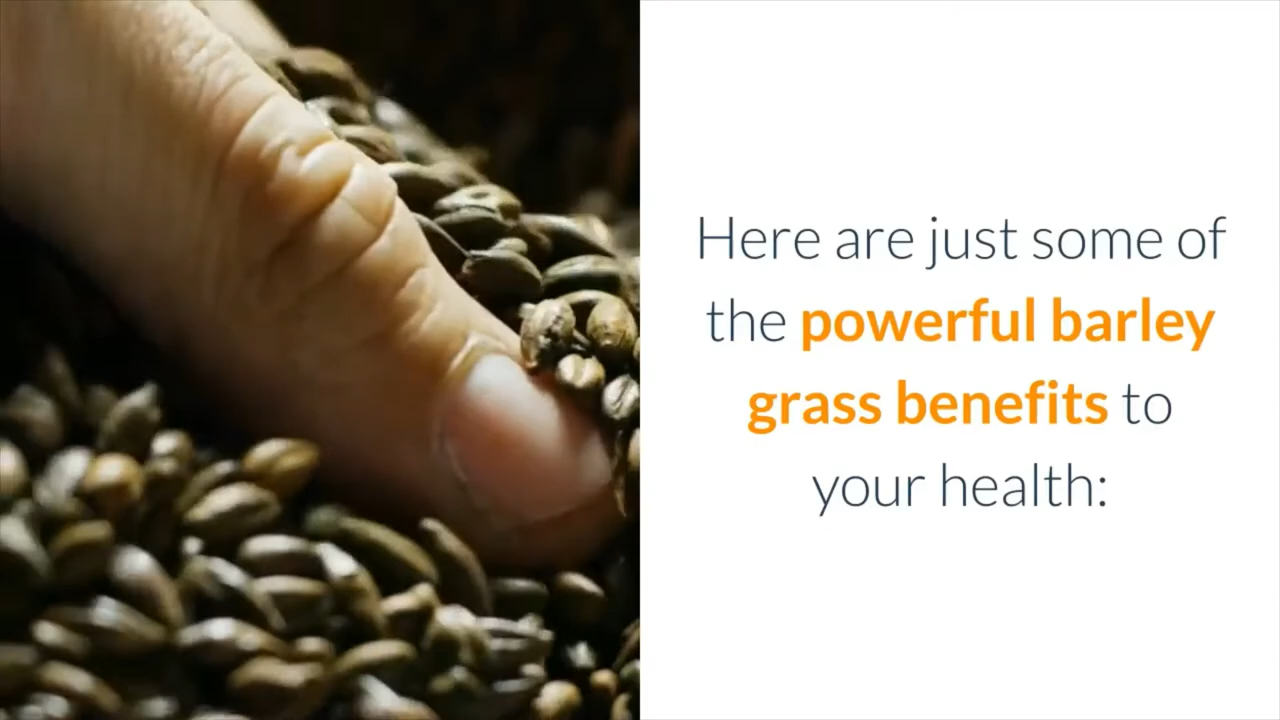 Here are just some of
the powerful barley
grass benefits to
your health: